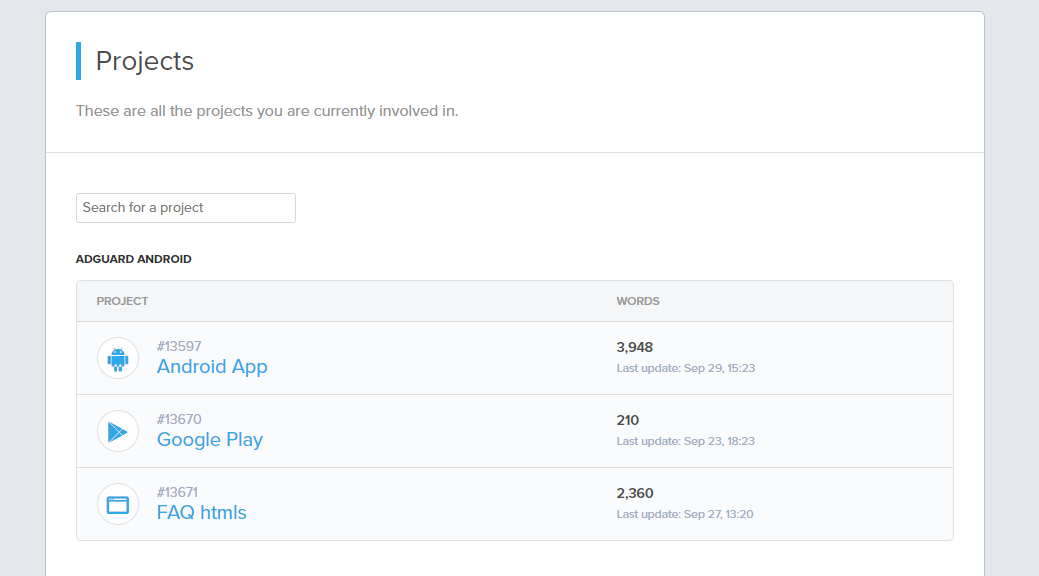 Projects
These are all the projects you are currently involved in.
Search for a project
ADGUARD ANDROID
PROJECT WORDS
#13597
Android App
3,948
Last update: Sep 29, 15:23
#13670
Google Play
210
Last update: Sep 23, 18:23
#13671
FAQ htmls
2,360
Last update: Sep 27, 13:20